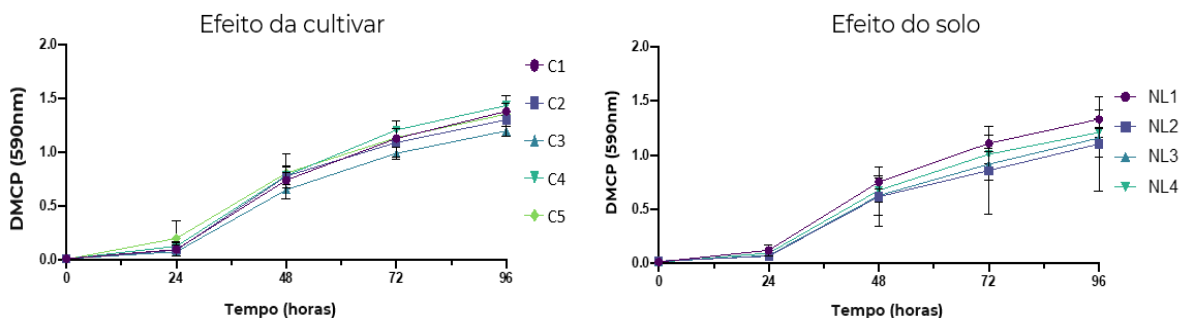 Efeito da cultivar
DMCP (590nm)
2.0
1.5
1.0
0.5
0.0
0 24 48 72 96
Tempo (horas)
C1
C2
C3
C4
C5
Efeito do solo
DMCP (590nm)
2.0
1.5
1.0
0.5
0.0
0 24 48 72 96
Tempo (horas)
NL1
NL2
NL3
NL4